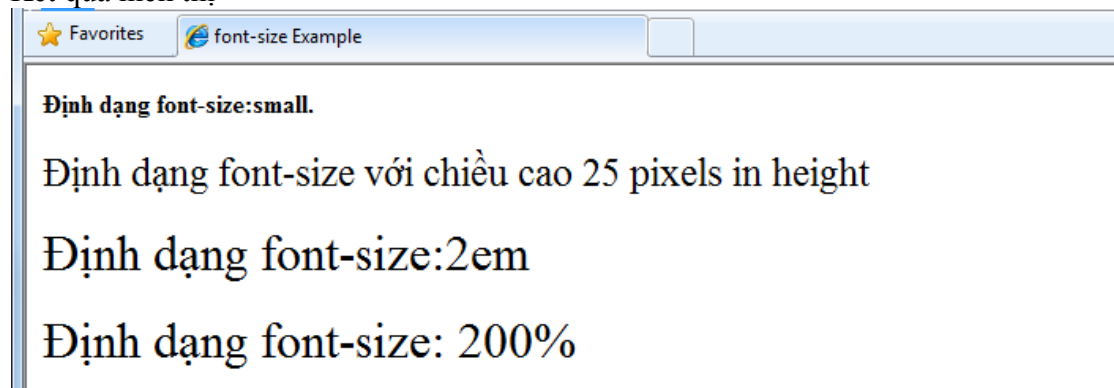 Favorites font-size Example
Định dạng font-size:small.
Định dạng font-size với chiều cao 25 pixels in height
Định dạng font-size:2em
Định dạng font-size: 200%